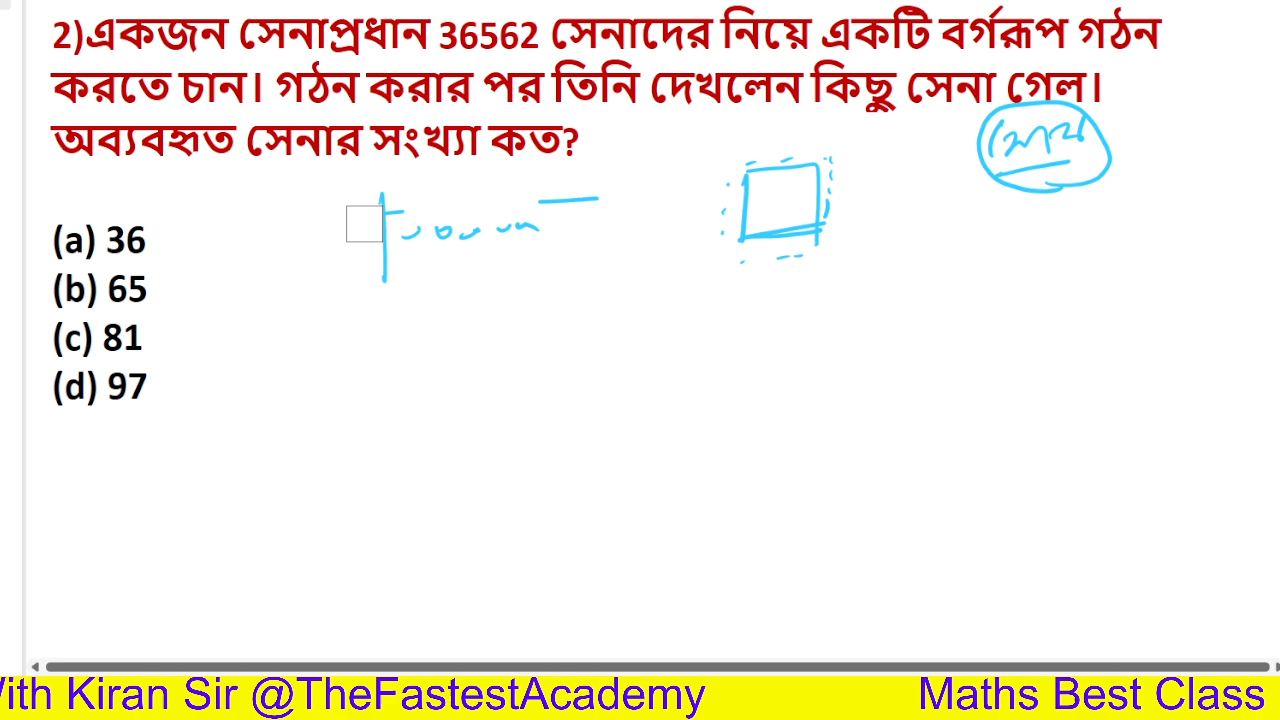 2)একজন সেনাপ্রধান 36562 সেনাদের নিয়ে একটি বর্গরূপ গঠন
করতে চান। গঠন করার পর তিনি দেখলেন কিছু সেনা গেল।
অব্যবহৃত সেনার সংখ্যা কত?
(a) 36
(b) 65
(c) 81
(d) 97
With Kiran Sir @TheFastestAcademy
Maths Best Class